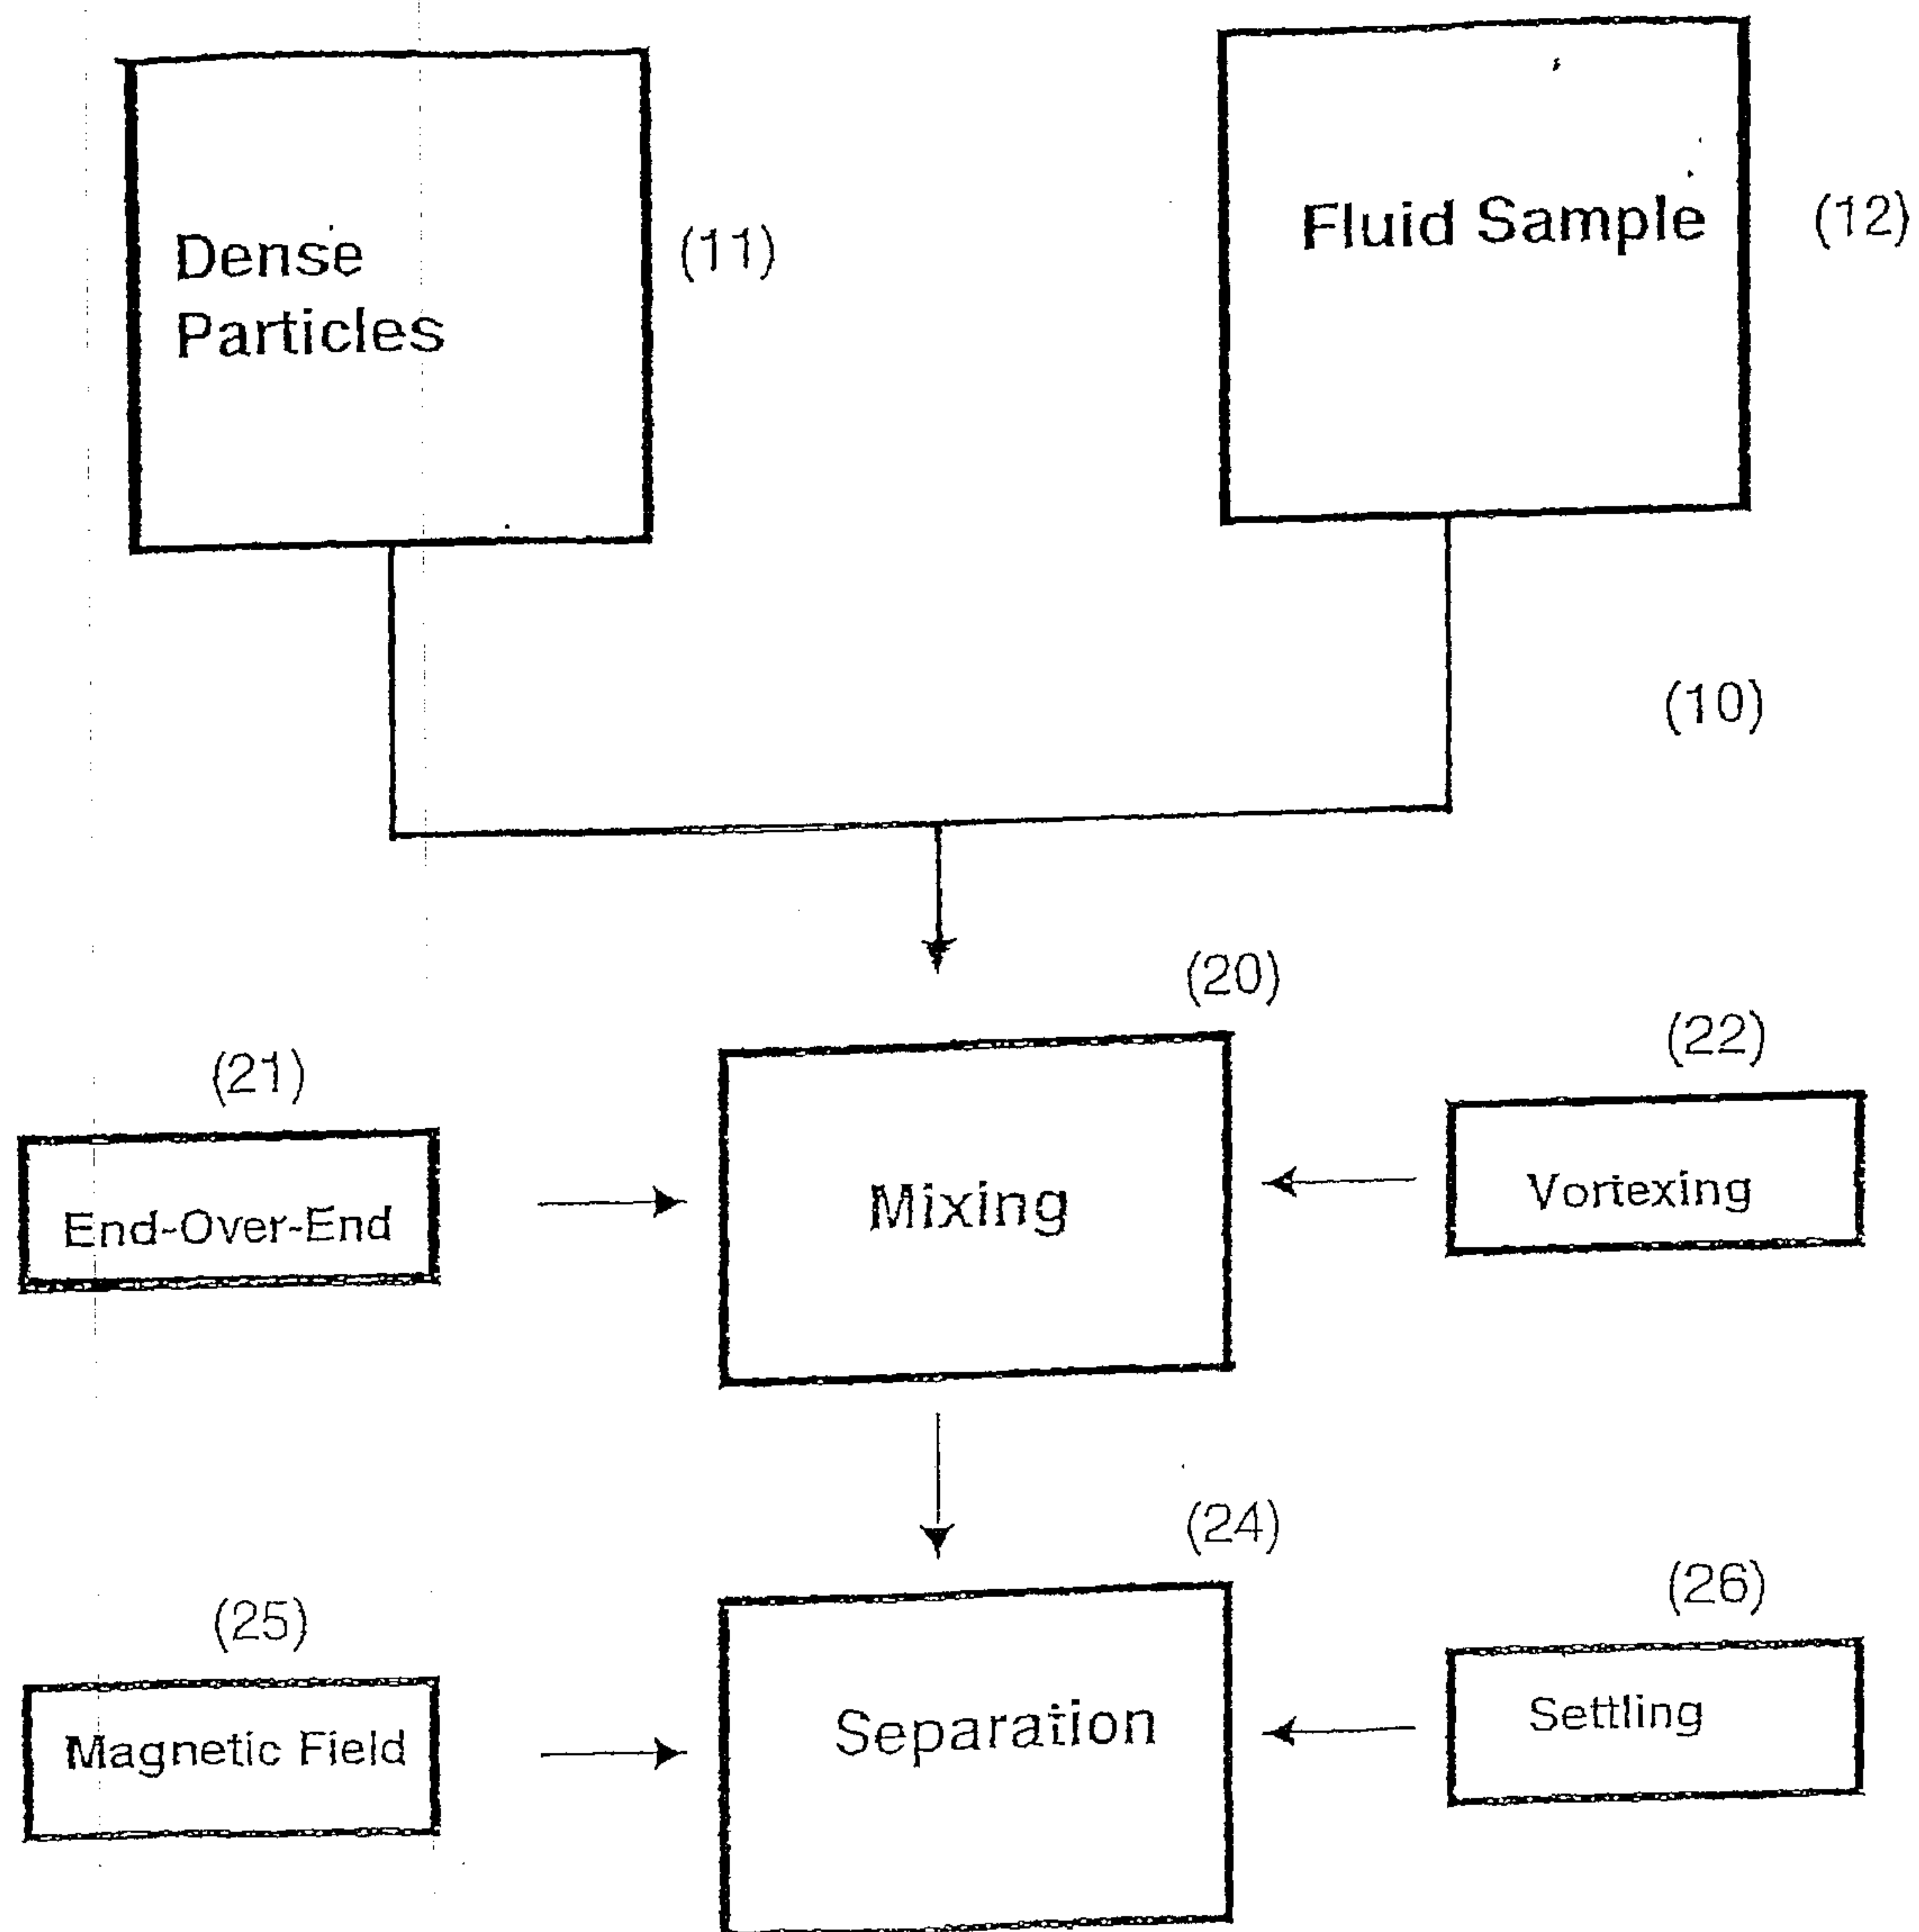 Dense
Particles
(11)
Fluid Sample
(12)
(10)
(20)
(21)
(22)
End-Over-End
Mixing
Vortexing
(24)
(25)
(26)
Magnetic Field
Separation
Settling